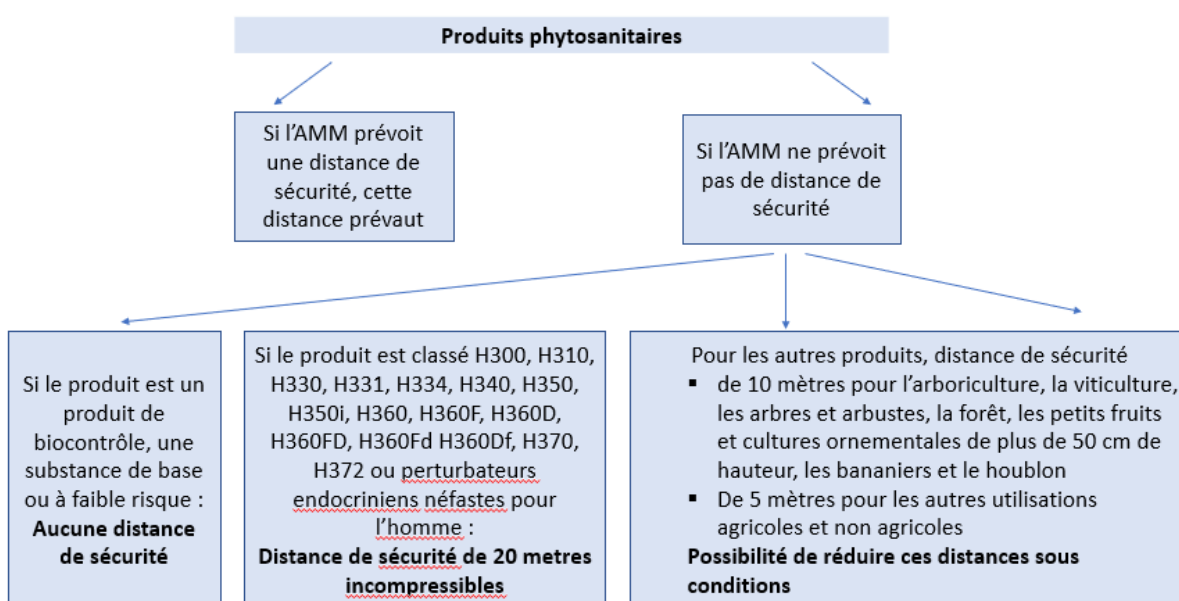 Produits phytosanitaires
Si l’AMM prévoit
une distance de
sécurité, cette
distance prévaut
Si l’AMM ne prévoit
pas de distance de
sécurité
Si le produit est un
produit de
biocontrôle, une
substance de base
ou à faible risque :
Aucune distance
de sécurité
Si le produit est classé H300, H310,
H330, H331, H334, H340, H350,
H350i, H360, H360F, H360D,
H360FD, H360Fd H360Df, H370,
H372 ou perturbateurs
endocriniens néfastes pour
l’homme :
Distance de sécurité de 20 metres
incompressibles
Pour les autres produits, distance de sécurité
▪ de 10 mètres pour l’arboriculture, la viticulture,
les arbres et arbustes, la forêt, les petits fruits
et cultures ornementales de plus de 50 cm de
hauteur, les bananiers et le houblon
▪ De 5 mètres pour les autres utilisations
agricoles et non agricoles
Possibilité de réduire ces distances sous
conditions